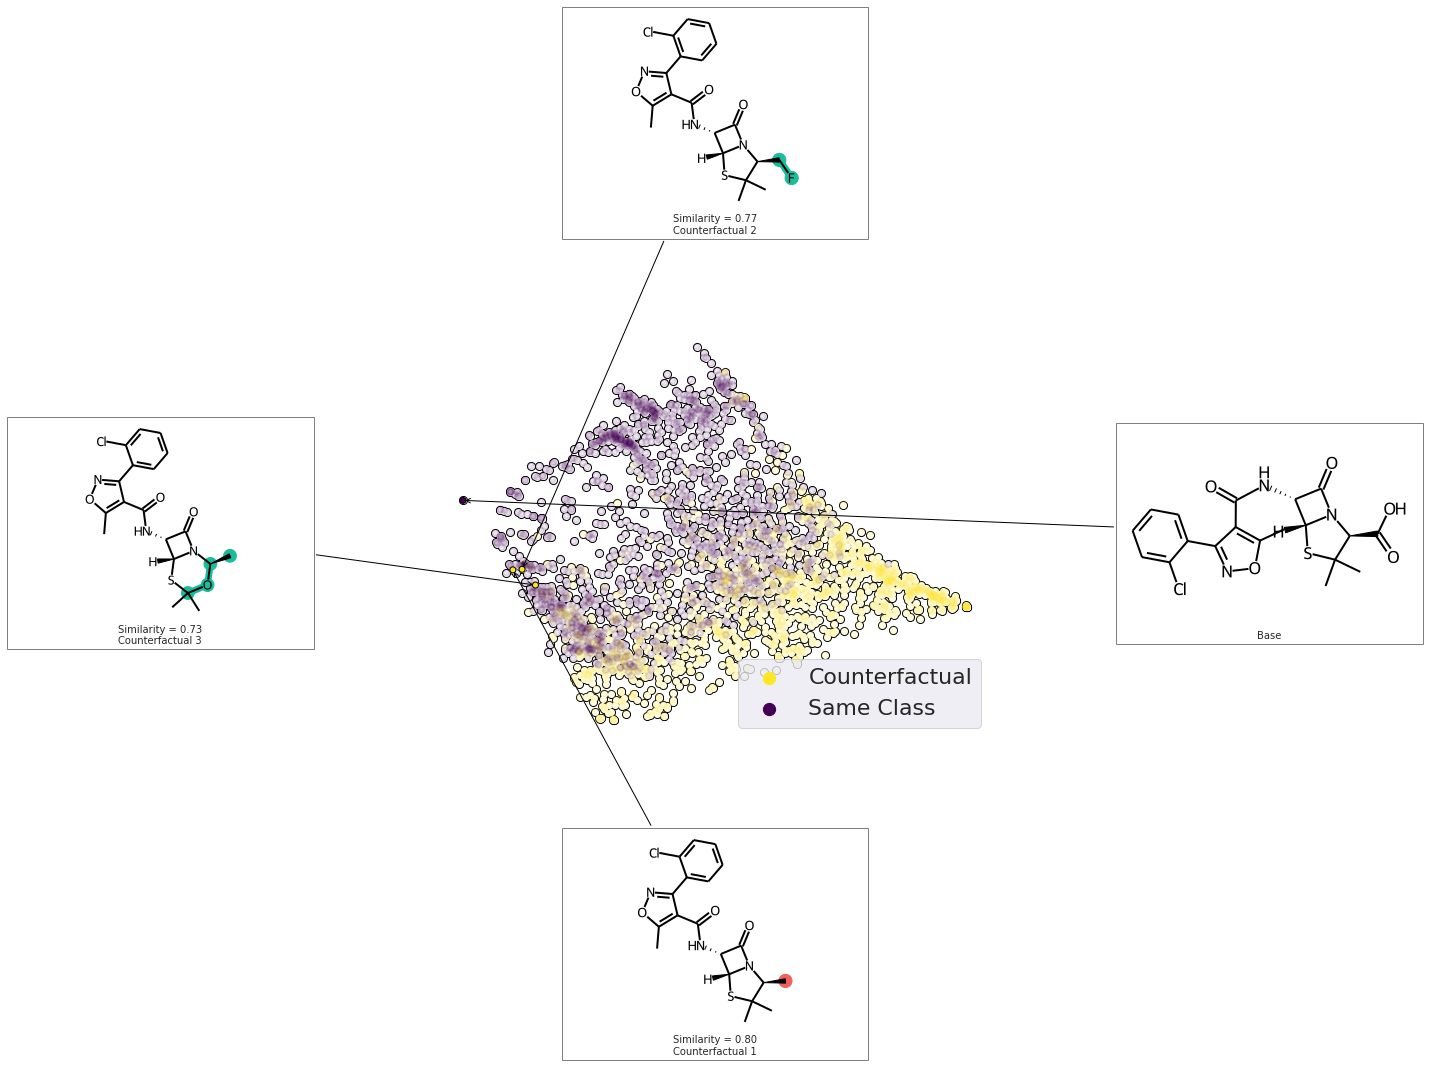 Cl
N
O
O
HN
O
H
N
S
F
Similarity = 0.77
Counterfactual 2
Cl
N
O
O
HN
O
H
N
S
O
Similarity = 0.73
Counterfactual 3
O
H
N
O
N
OH
H
S
O
N
O
Cl
Base
Counterfactual
Same Class
Cl
N
O
O
HN
O
H
N
S
Similarity = 0.80
Counterfactual 1